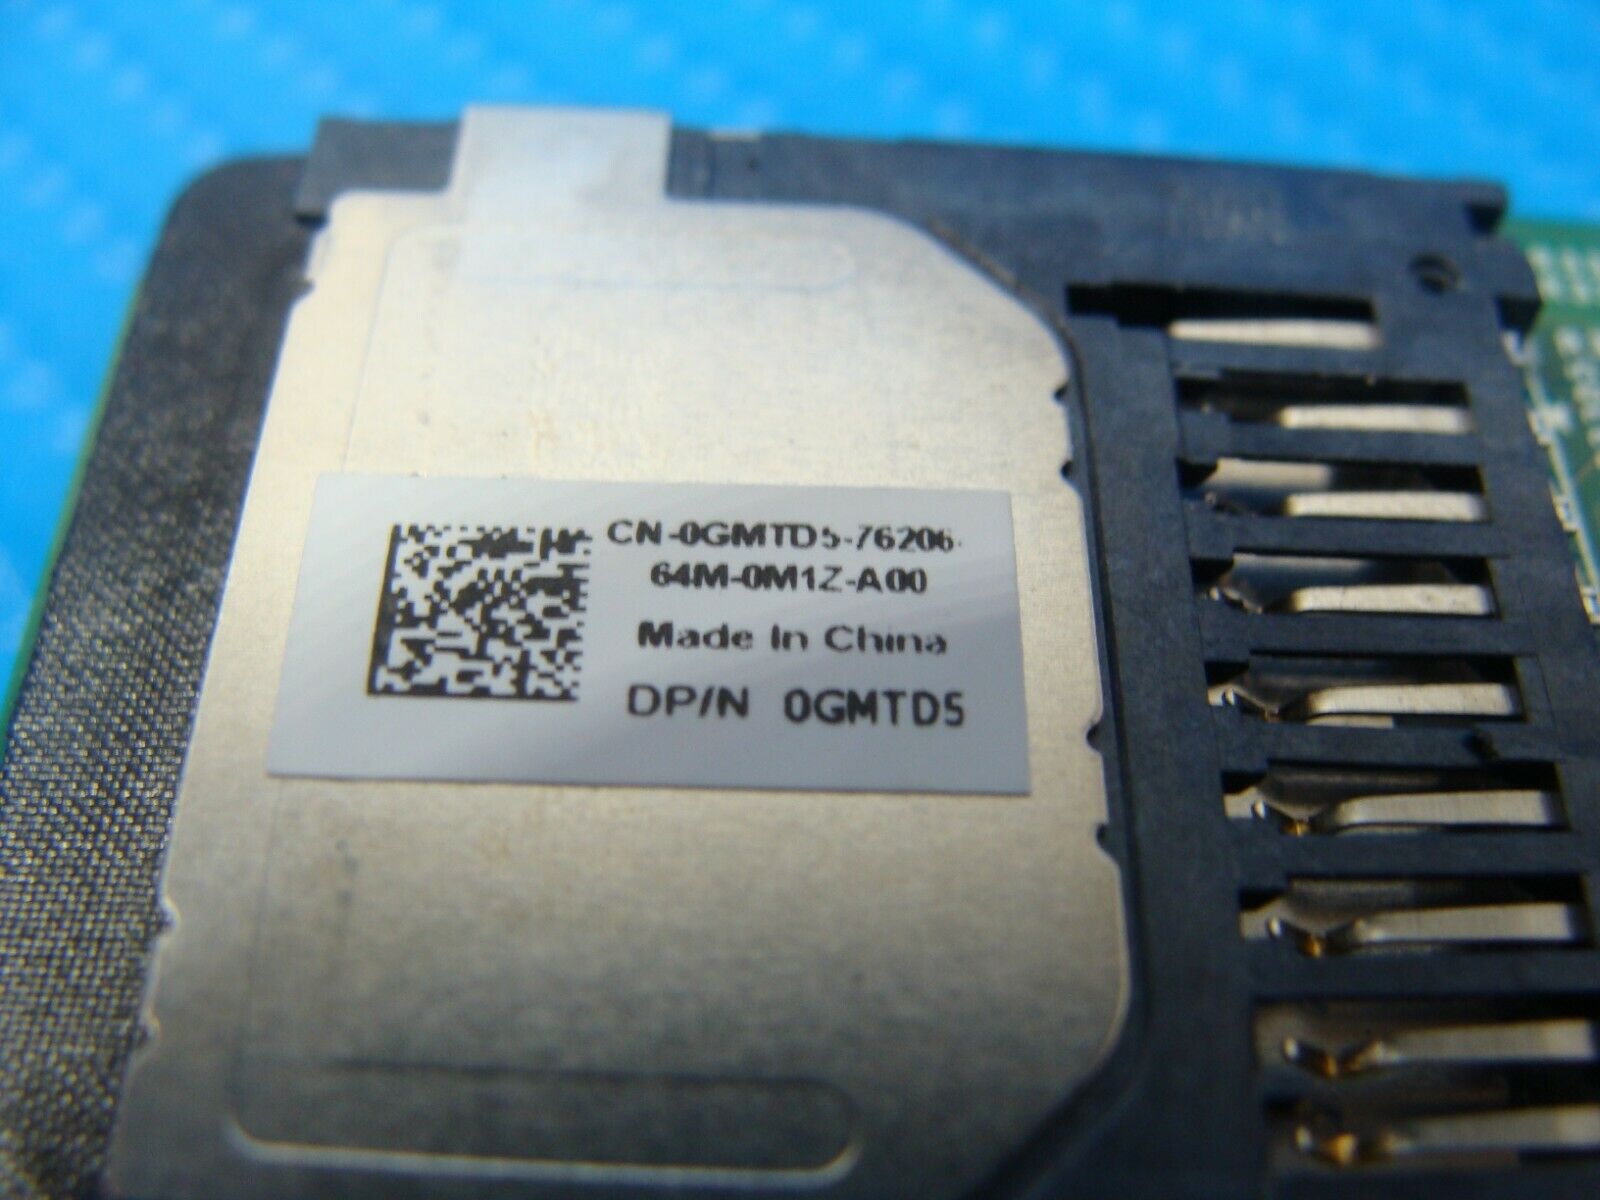 CN-0GMTD5-76206-
64M-0M1Z-A00
Made In China
DP/N 0GMTD5